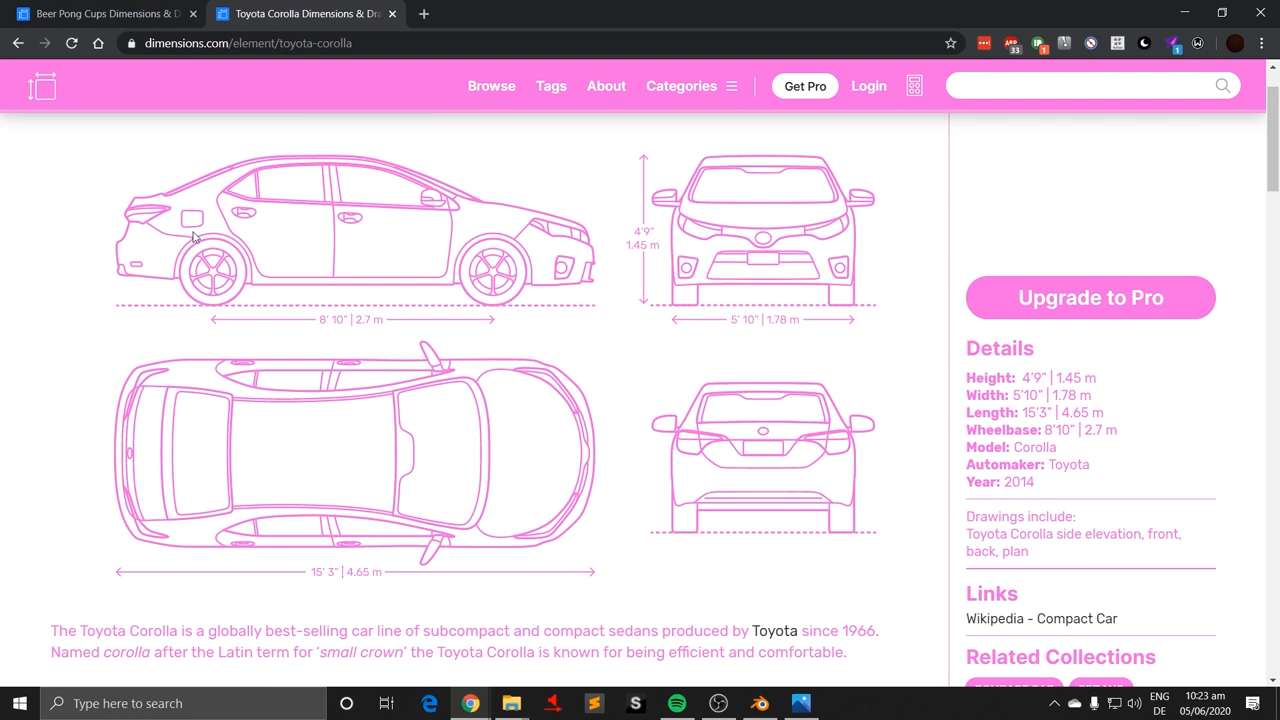 Beer Pong Cups Dimensions & D
Toyota Corolla Dimensions & Dra
dimensions.com/element/toyota-corolla
33
1
1
Browse Tags About Categories Get Pro Login
4'9"
1.45 m
8' 10" | 2.7 m
5' 10" | 1.78 m
15' 3" | 4.65 m
Upgrade to Pro
Details
Height: 4'9" | 1.45 m
Width: 5'10" | 1.78 m
Length: 15'3" | 4.65 m
Wheelbase: 8'10" | 2.7 m
Model: Corolla
Automaker: Toyota
Year: 2014
Drawings include:
Toyota Corolla side elevation, front,
back, plan
Links
Wikipedia - Compact Car
Related Collections
The Toyota Corolla is a globally best-selling car line of subcompact and compact sedans produced by Toyota since 1966.
Named corolla after the Latin term for ‘small crown’ the Toyota Corolla is known for being efficient and comfortable.
Type here to search
ENG
DE
10:23 am
05/06/2020